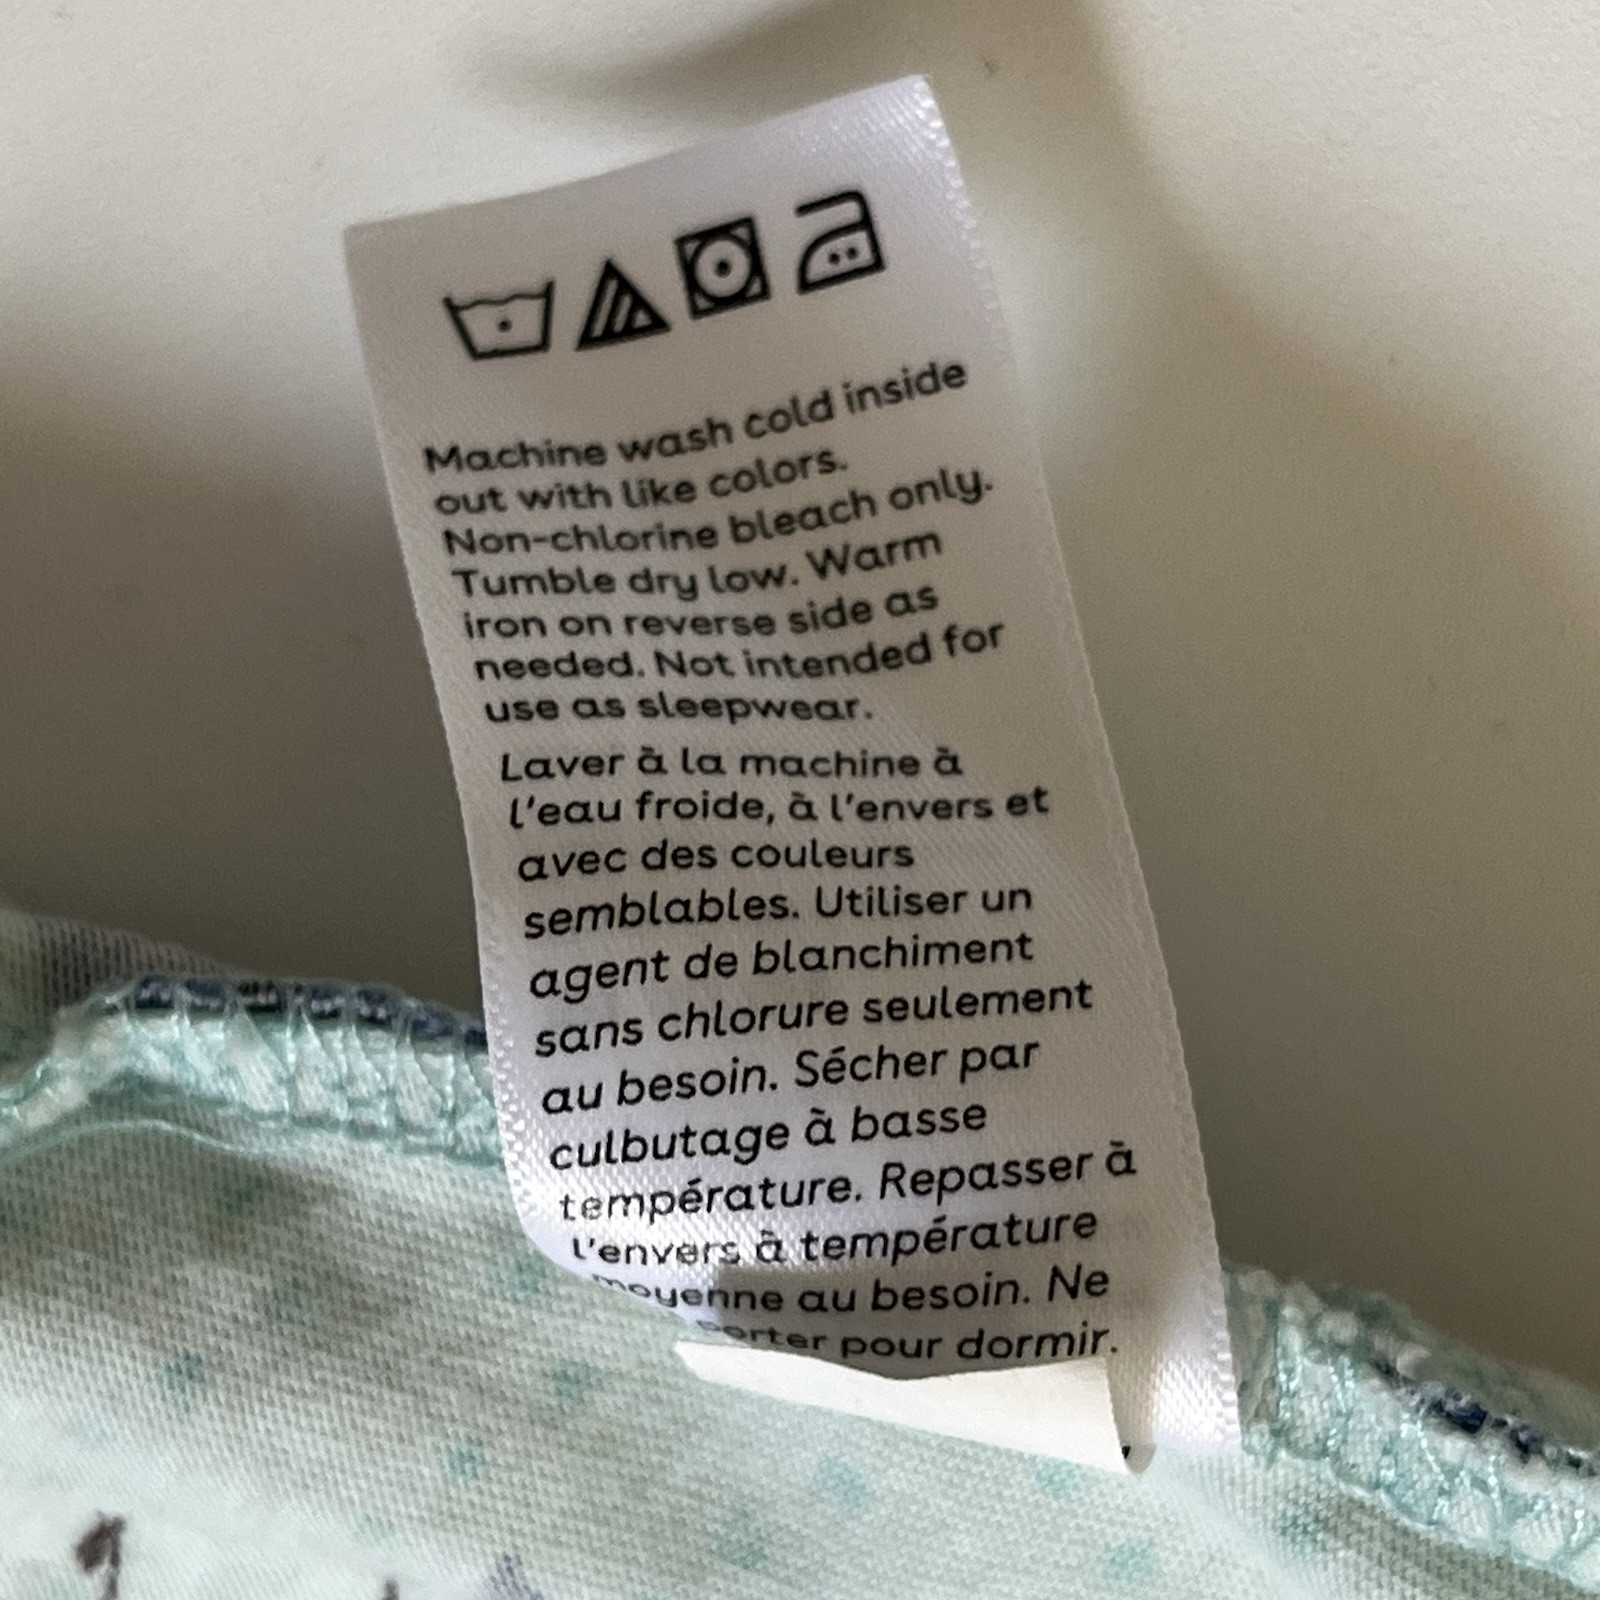 Machine wash cold inside
out with like colors.
Non-chlorine bleach only.
Tumble dry low. Warm
iron on reverse side as
needed. Not intended for
use as sleepwear.
Laver à la machine à
l'eau froide, à l'envers et
avec des couleurs
semblables. Utiliser un
agent de blanchiment
sans chlorure seulement
au besoin. Sécher par
culbutage à basse
température. Repasser à
l'envers à température
moyenne au besoin. Ne
pour dormir.